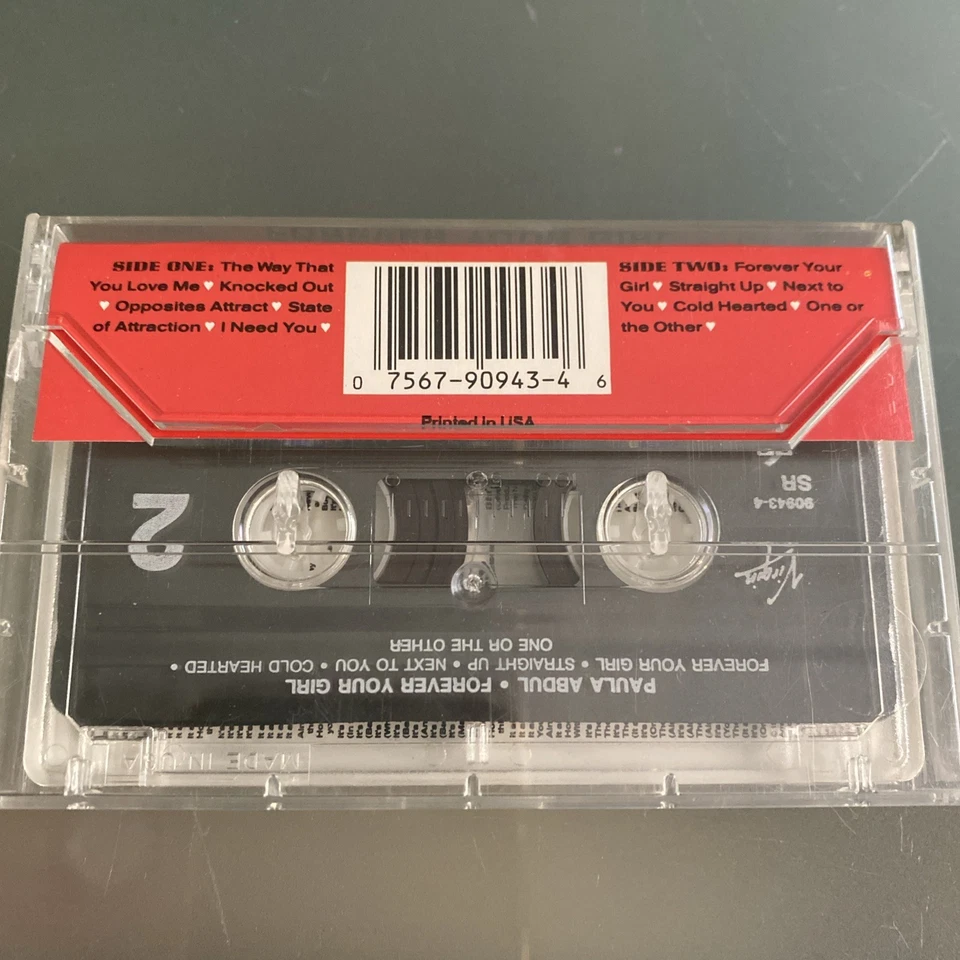 SIDE ONE: The Way That
You Love Me ♥ Knocked Out
♥ Opposites Attract ♥ State
of Attraction ♥ I Need You ♥
0 7567-90943-4 6
SIDE TWO: Forever Your
Girl ♥ Straight Up ♥ Next to
You ♥ Cold Hearted ♥ One or
the Other ♥
Printed in USA
2
SR
90943-4
Virgin
PAULA ABDUL • FOREVER YOUR GIRL
FOREVER YOUR GIRL • STRAIGHT UP • NEXT TO YOU • COLD HEARTED •
ONE OR THE OTHER
MADE IN USA